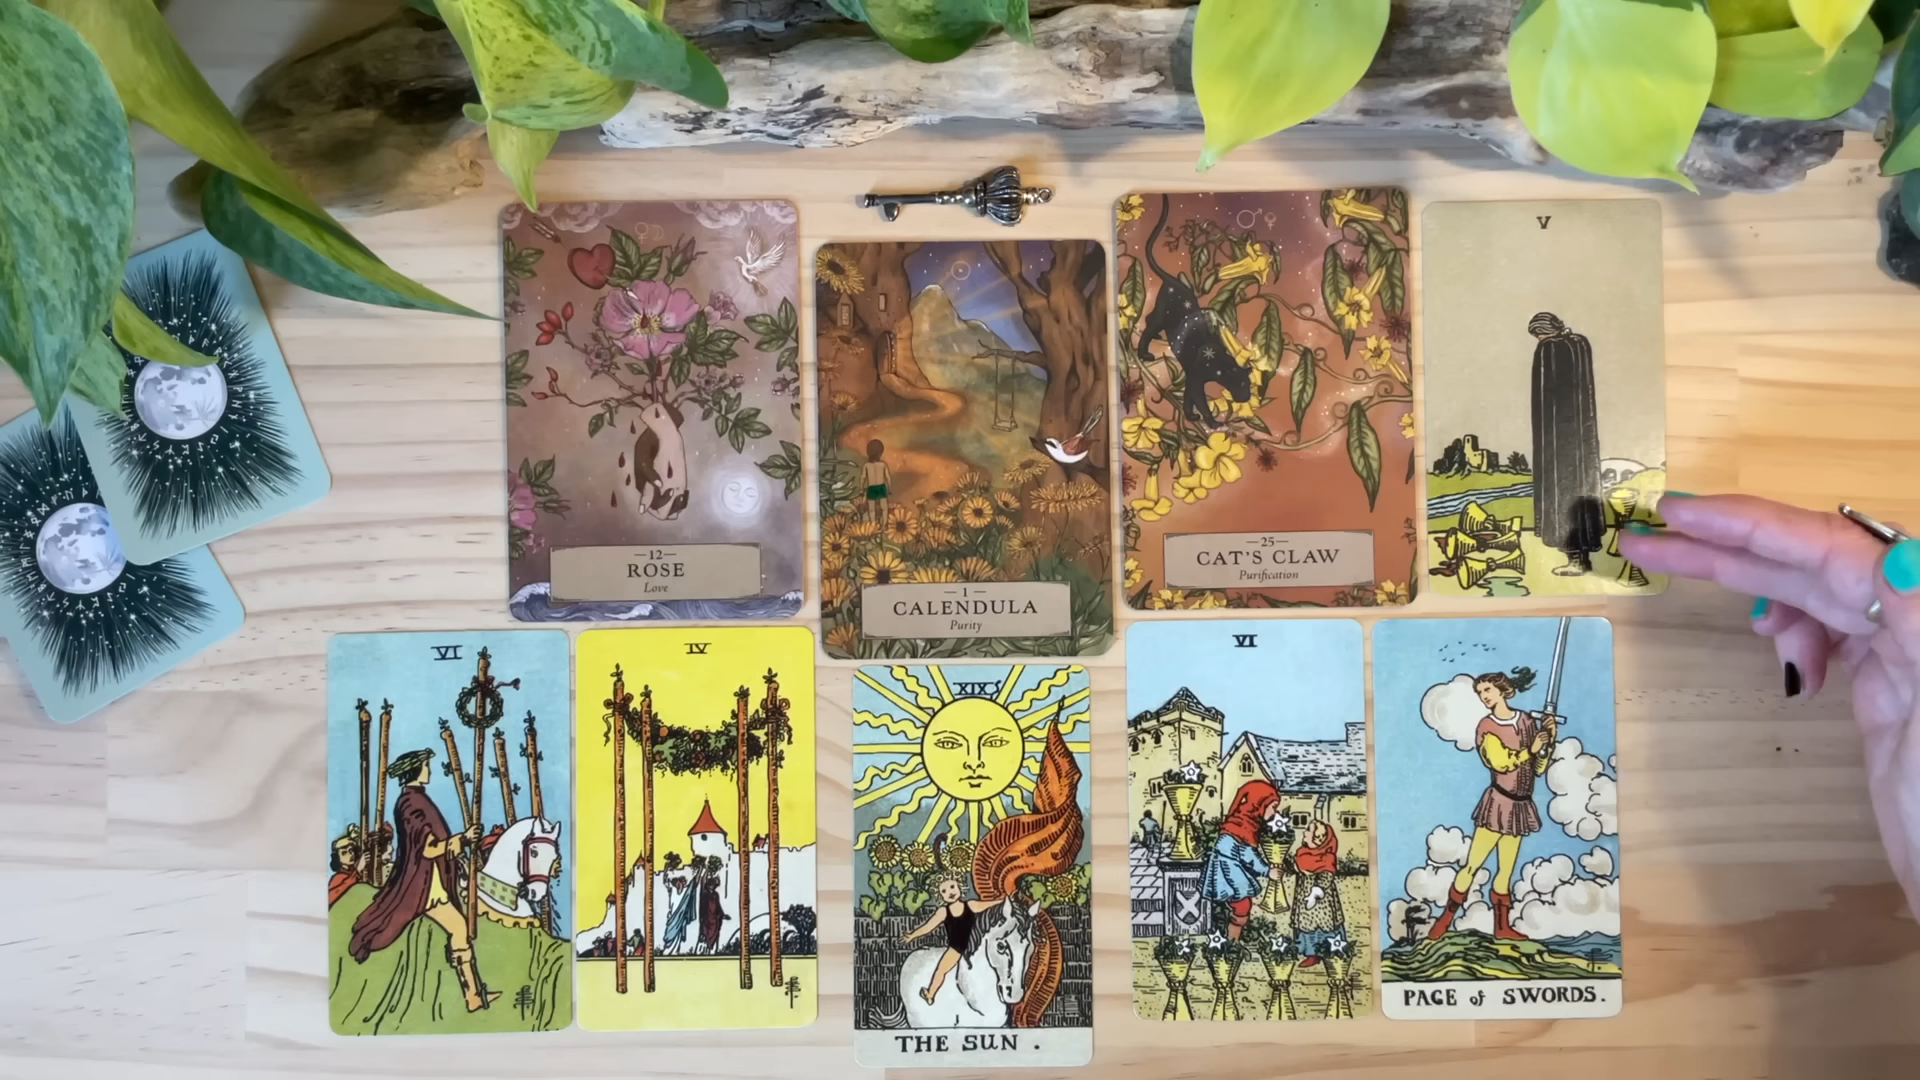 —12—
ROSE
Love
—1—
CALENDULA
Purity
—25—
CAT'S CLAW
Purification
V
VI
IV
XIX
THE SUN .
VI
PAGE of SWORDS.